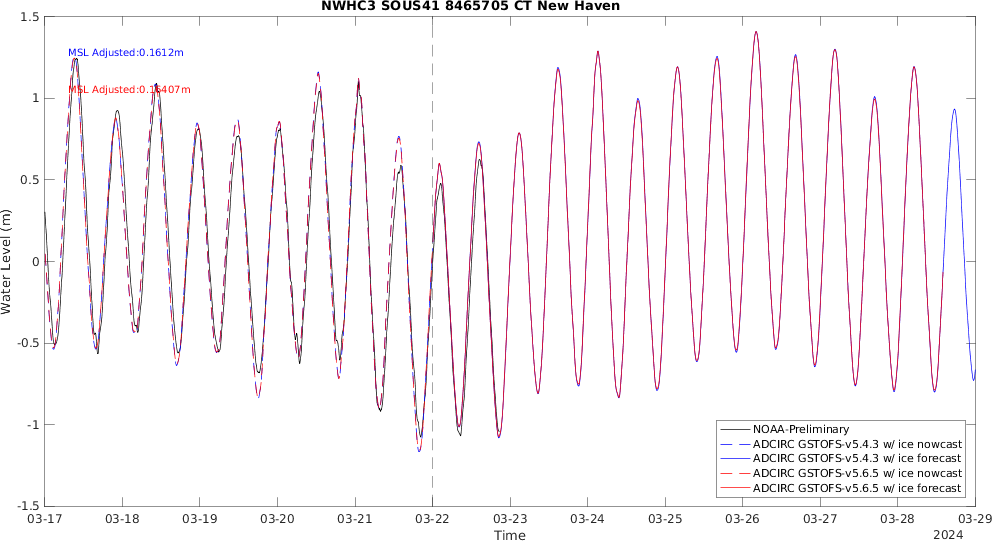 NWHC3 SOUS41 8465705 CT New Haven
1.5
MSL Adjusted:0.1612m
1
MSL Adjusted:0.16407m
0.5
0
-0.5
-1
-1.5
Water Level (m)
NOAA-Preliminary
ADCIRC GSTOFS-v5.4.3 w/ ice nowcast
ADCIRC GSTOFS-v5.4.3 w/ ice forecast
ADCIRC GSTOFS-v5.6.5 w/ ice nowcast
ADCIRC GSTOFS-v5.6.5 w/ ice forecast
03-17 03-18 03-19 03-20 03-21 03-22 03-23 03-24 03-25 03-26 03-27 03-28 03-29
Time
2024